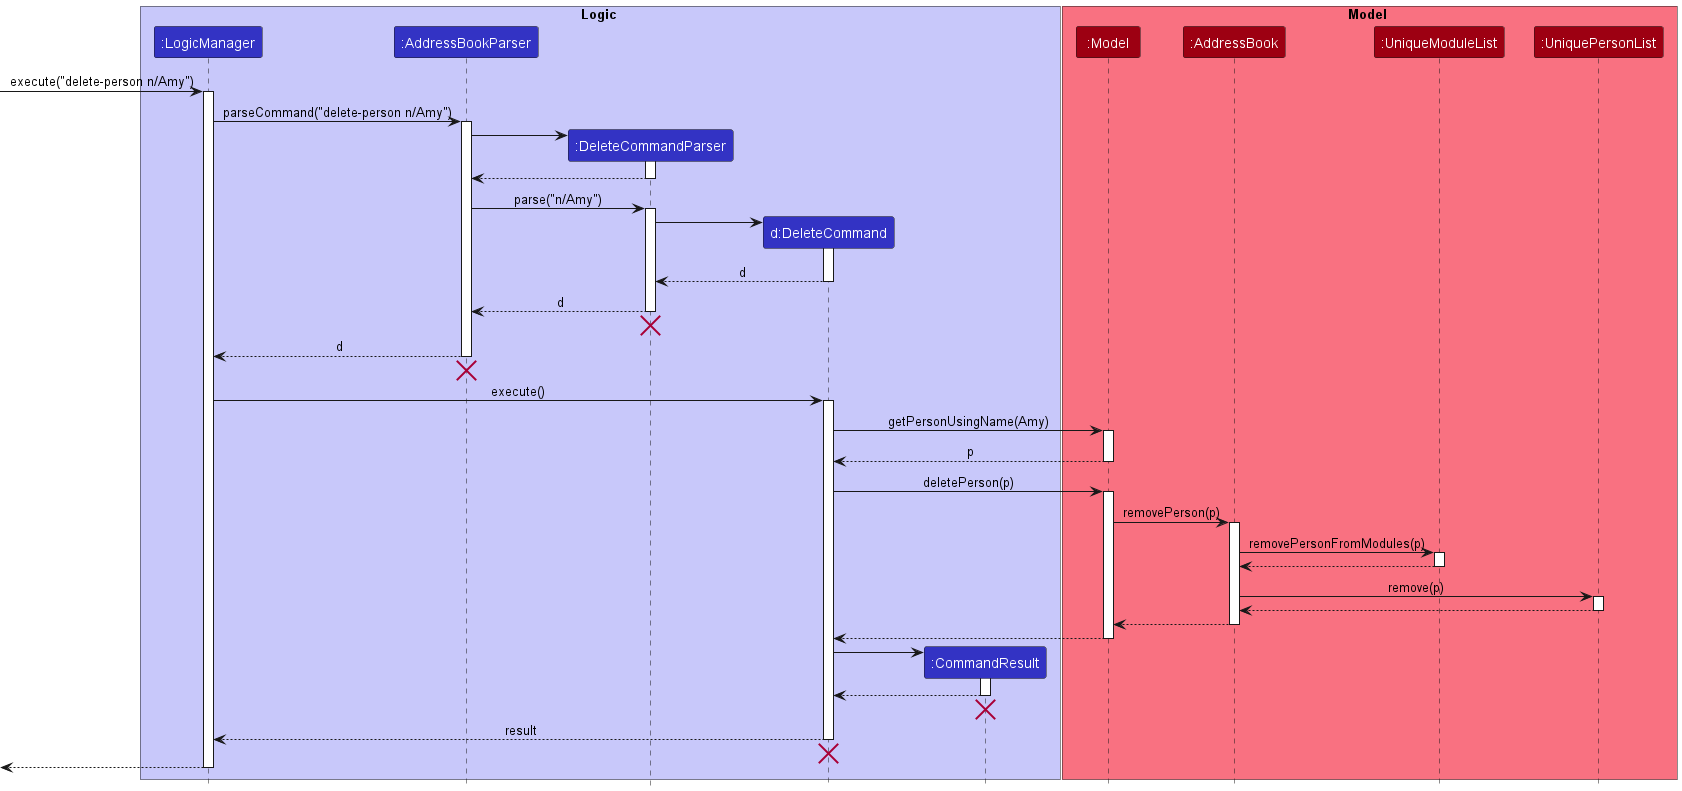 Logic
Model
:LogicManager
:AddressBookParser
:Model
:AddressBook
:UniqueModuleList
:UniquePersonList
execute("delete-person n/Amy")
parseCommand("delete-person n/Amy")
:DeleteCommandParser
parse("n/Amy")
d:DeleteCommand
d
d
d
execute()
getPersonUsingName(Amy)
p
deletePerson(p)
removePerson(p)
removePersonFromModules(p)
remove(p)
:CommandResult
result